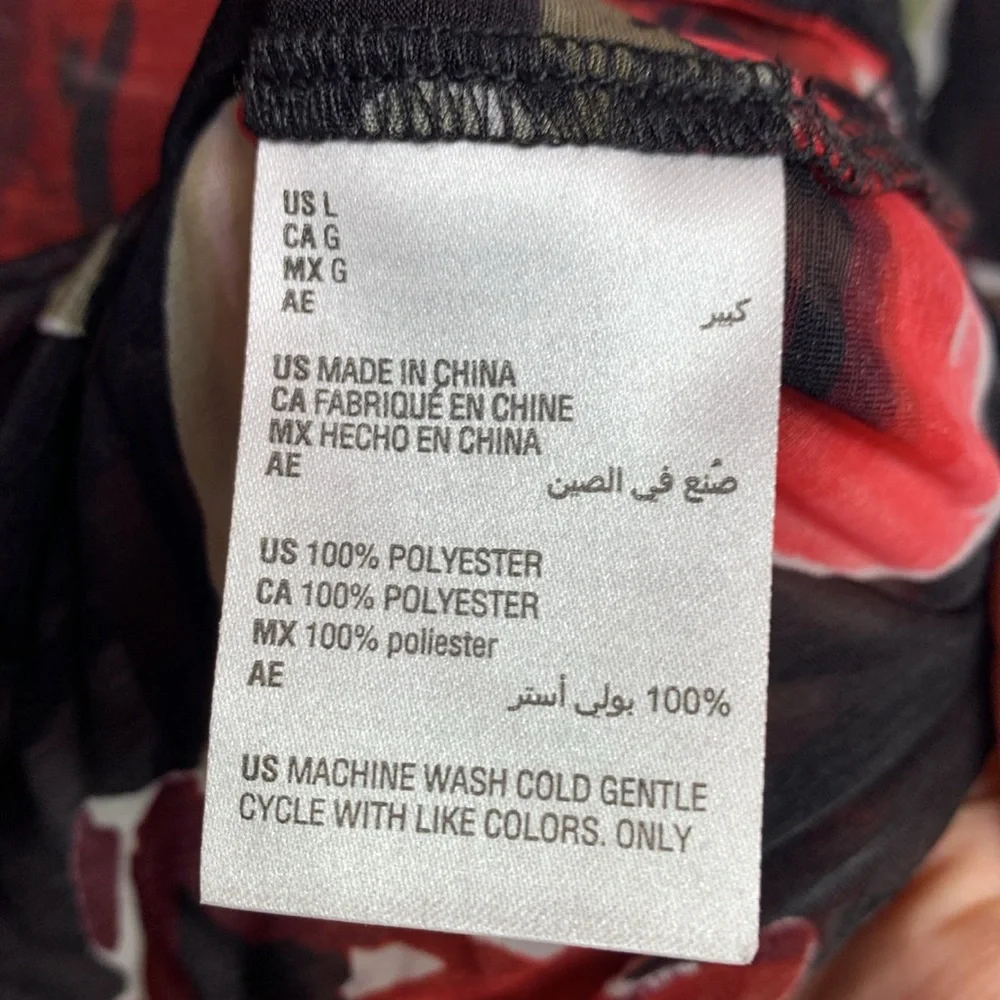 US L
CA G
MX G
AE
كبير
US MADE IN CHINA
CA FABRIQUÉ EN CHINE
MX HECHO EN CHINA
AE
صُنع في الصين
US 100% POLYESTER
CA 100% POLYESTER
MX 100% poliester
AE
100% بولي أستر
US MACHINE WASH COLD GENTLE
CYCLE WITH LIKE COLORS. ONLY